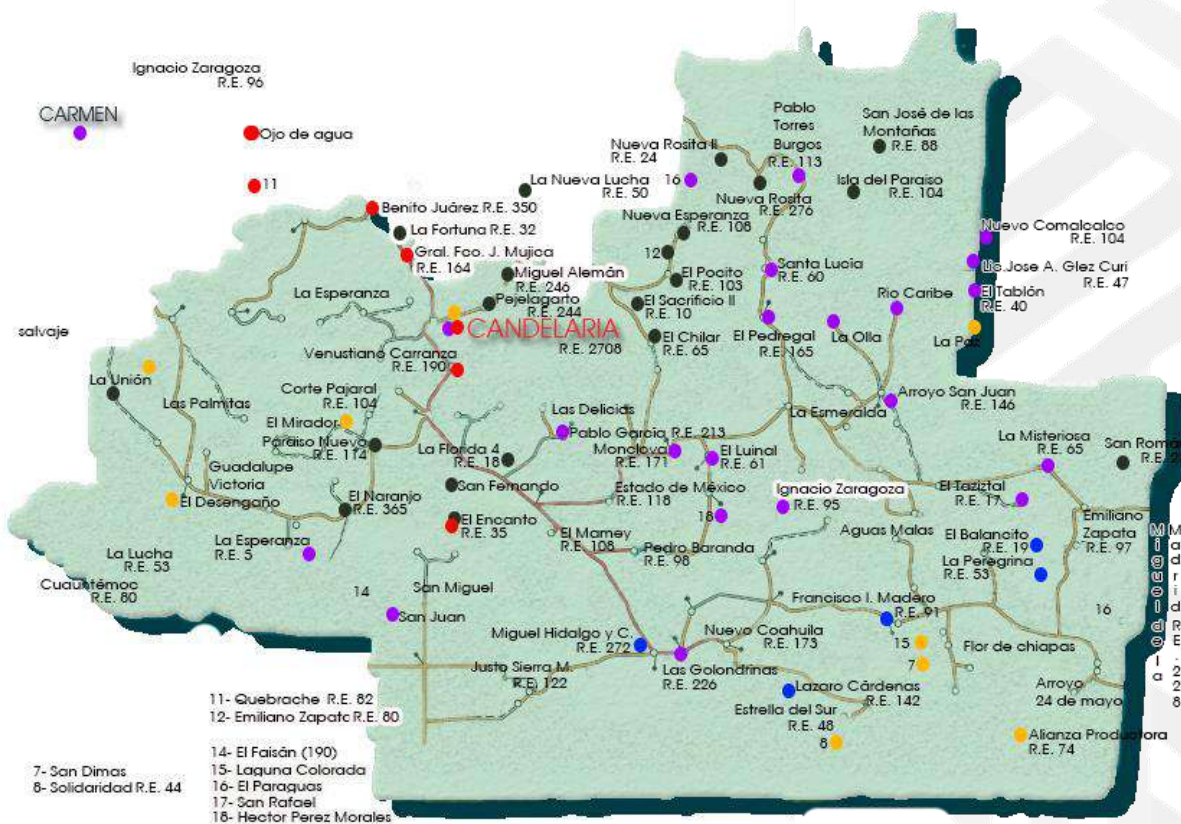 Ignacio Zaragoza
R.E. 96
CARMEN
Ojo de agua
11
Pablo
Torres
Burgos
R.E. 113
San José de las
Montañas
R.E. 88
Nueva Rosita II
R.E. 24
La Nueva Lucha
R.E. 50
16
Nueva Rosita
R.E. 276
Isla del Paraiso
R.E. 104
Benito Juárez R.E. 350
La Fortuna R.E. 32
Nueva Esperanza
R.E. 108
12
Nuevo Comalcalco
R.E. 104
Gral. Fco. J. Mujica
R.E. 164
Miguel Alemán
R.E. 246
El Pocito
R.E. 103
Santa Lucía
R.E. 60
Lic.Jose A. Glez Curi
R.E. 47
La Esperanza
Pejelagarto
R.E. 244
El Sacrificio II
R.E. 10
Rio Caribe
El Tablón
R.E. 40
salvaje
CANDELARIA
R.E. 2708
El Chilar
R.E. 65
El Pedregal
R.E. 165
La Olla
La Paz
Venustiano Carranza
R.E. 190
La Unión
Las Palmitas
Corte Pajaral
R.E. 104
El Mirador
Paraiso Nuevo
R.E. 114
Las Delicias
Pablo García R.E. 213
La Esmeralda
Arroyo San Juan
R.E. 146
La Florida 4
R.E. 18
Monclova
R.E. 171
El Luinal
R.E. 61
La Misteriosa
R.E. 65
San Román
Guadalupe
Victoria
El Desengaño
El Naranjo
R.E. 365
San Fernando
Estado de México
R.E. 118
18
Ignacio Zaragoza
R.E. 95
El Taziztal
R.E. 17
El Encanto
R.E. 35
El Mamey
R.E. 108
Pedro Baranda
R.E. 98
Aguas Malas
El Balancito
R.E. 19
Emiliano
Zapata
R.E. 97
La Esperanza
R.E. 5
La Lucha
R.E. 53
Cuauhtémoc
R.E. 80
La Peregrina
R.E. 53
Miguel de la
Madrid R.E. 228
14
San Miguel
San Juan
Francisco I. Madero
R.E. 91
16
Miguel Hidalgo y C.
R.E. 272
Nuevo Coahuila
R.E. 173
15
7
Flor de chiapas
Justo Sierra M.
R.E. 122
Las Golondrinas
R.E. 226
Lazaro Cárdenas
R.E. 142
Arroyo
24 de mayo
Estrella del Sur
R.E. 48
8
Alianza Productora
R.E. 74
11- Quebrache R.E. 82
12- Emiliano Zapata R.E. 80
14- El Faisán (190)
15- Laguna Colorada
16- El Paraguas
17- San Rafael
18- Hector Perez Morales
7- San Dimas
8- Solidaridad R.E. 44